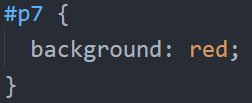 #p7 {
  background: red;
}